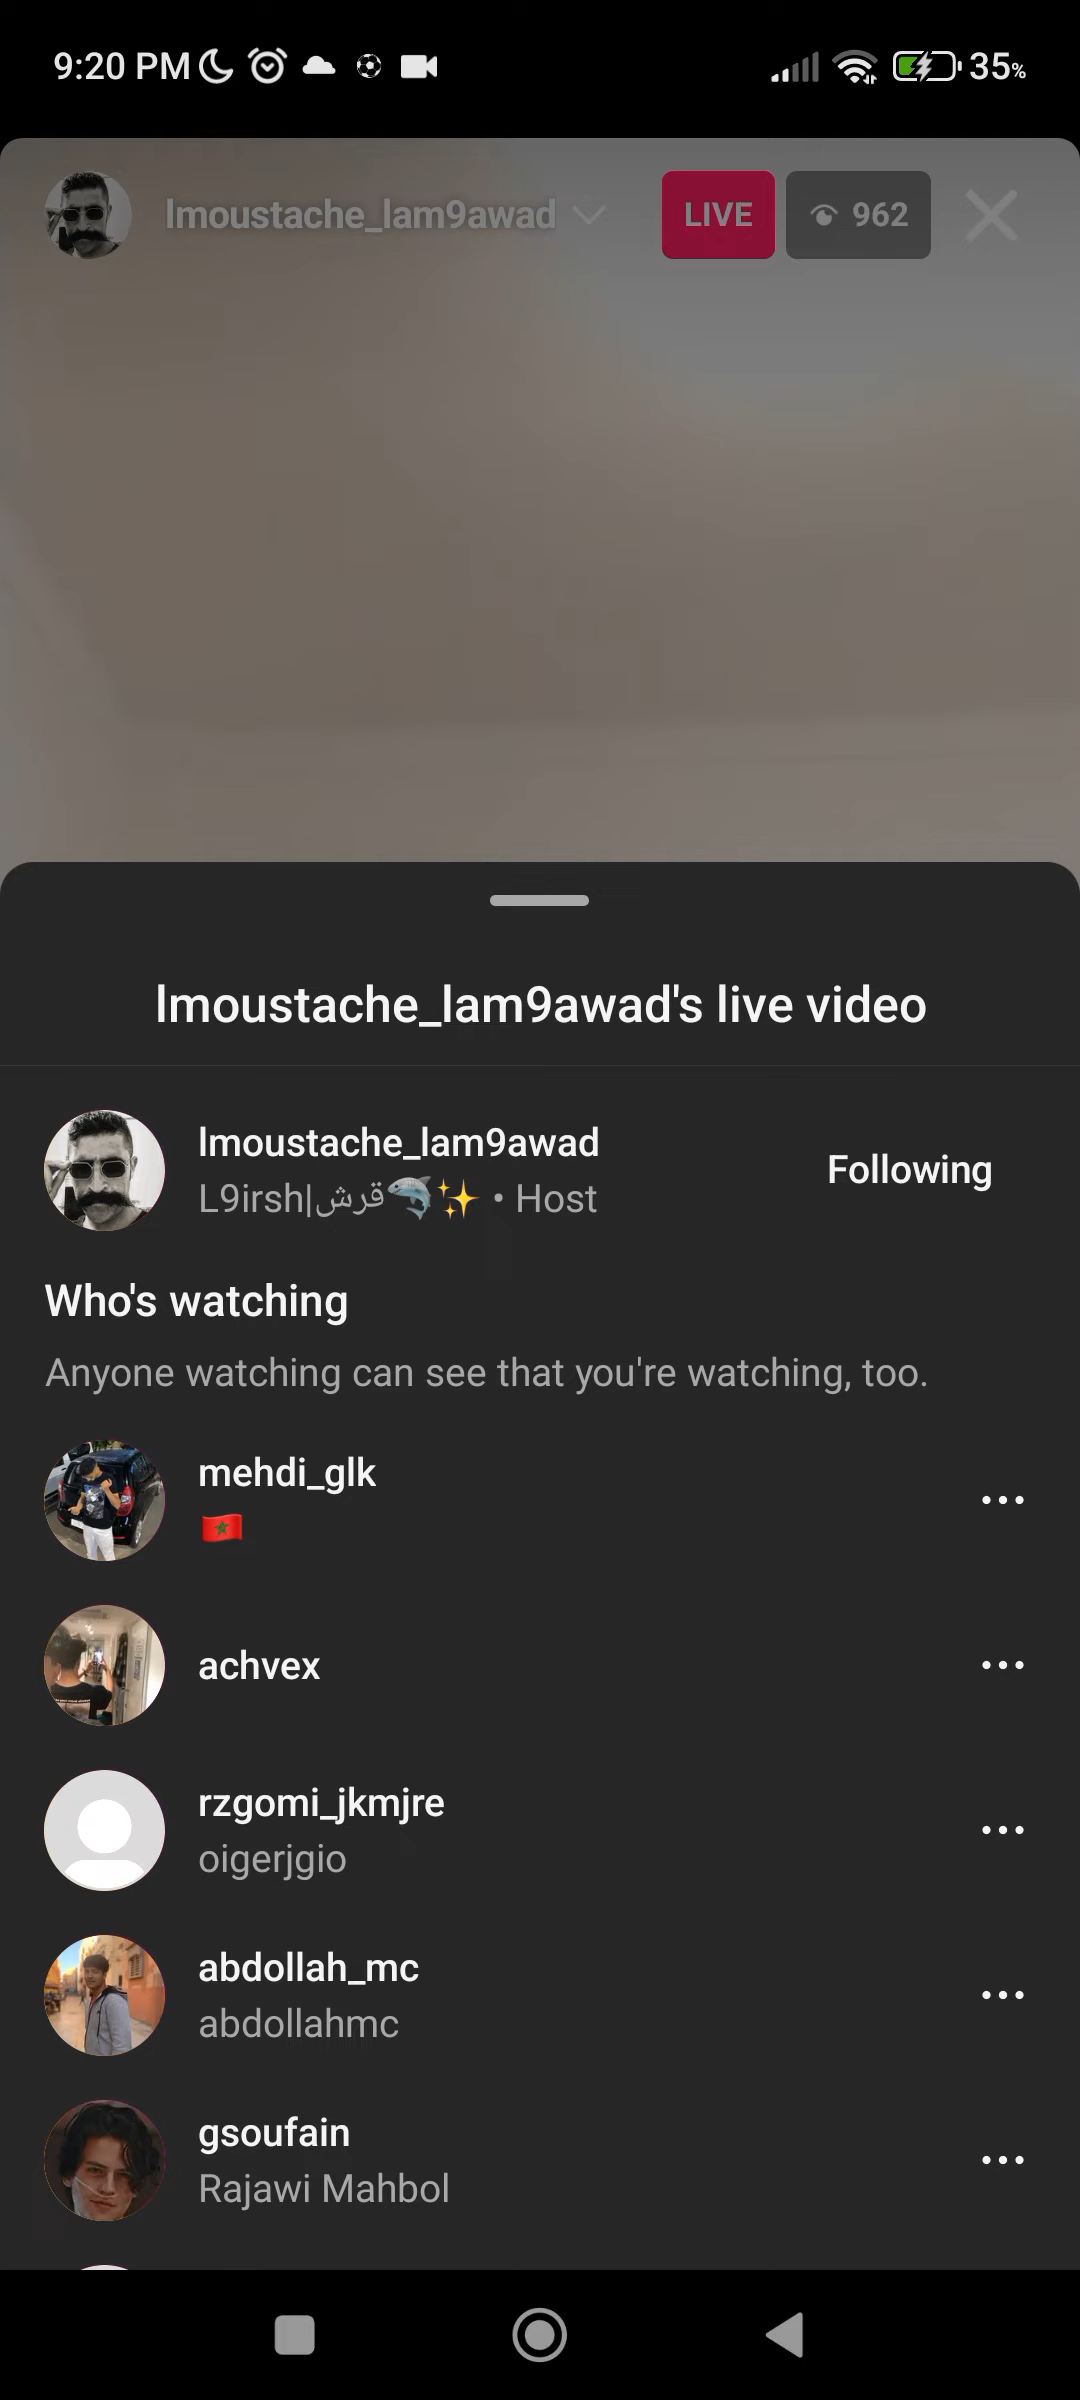 9:20 PM
35%
lmoustache_lam9awad
LIVE
962
lmoustache_lam9awad's live video
lmoustache_lam9awad
L9irsh|قرش🦈✨ • Host
Following
Who's watching
Anyone watching can see that you're watching, too.
mehdi_glk
🇲🇦
achvex
rzgomi_jkmjre
oigerjgio
abdollah_mc
abdollahmc
gsoufain
Rajawi Mahbol